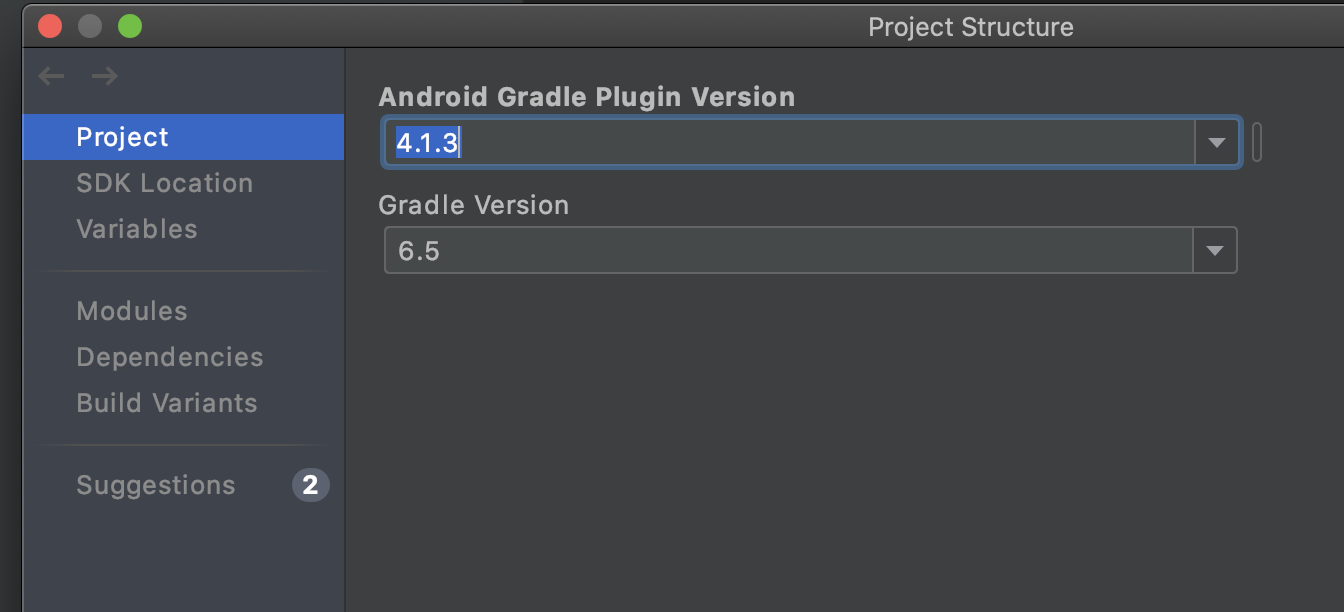 Project Structure
Project
SDK Location
Variables
Modules
Dependencies
Build Variants
Suggestions 2
Android Gradle Plugin Version
4.1.3
Gradle Version
6.5